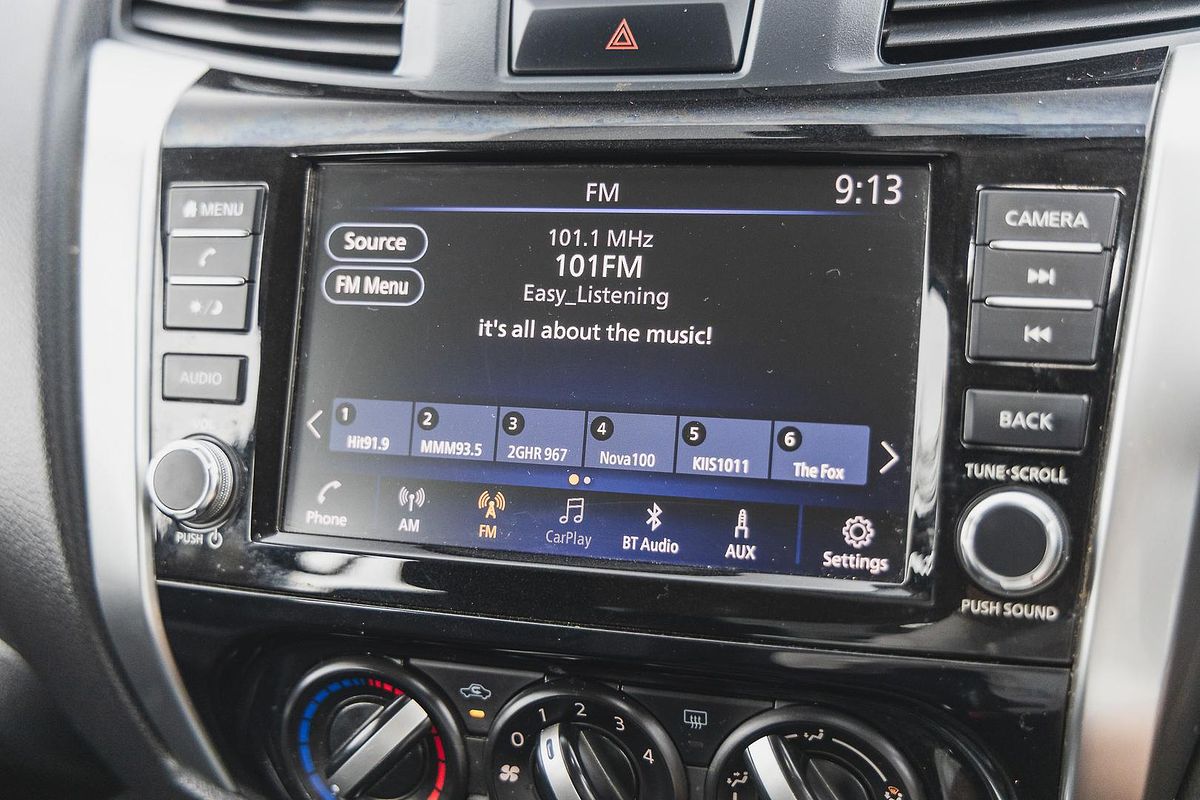 FM
9:13
MENU
CAMERA
Source
101.1 MHz
101FM
FM Menu
Easy_Listening
it's all about the music!
AUDIO
VOL
BACK
1
Hit91.9
2
MMM93.5
3
2GHR 967
4
Nova100
5
KIIS1011
6
The Fox
TUNE·SCROLL
Phone
AM
FM
CarPlay
BT Audio
AUX
Settings
PUSH
PUSH SOUND
0 1 2 3 4